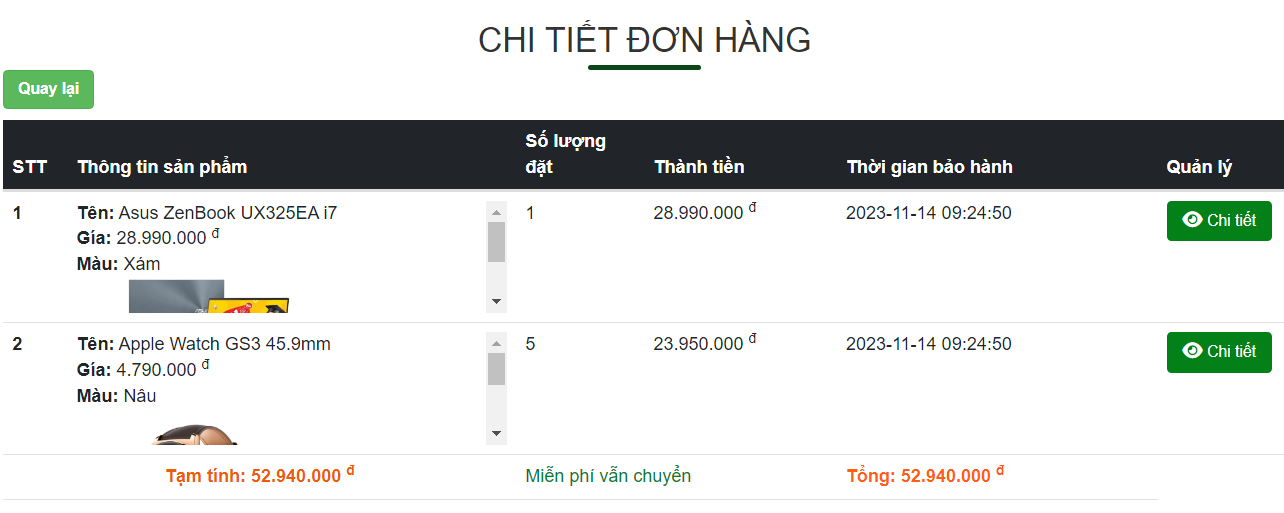 CHI TIẾT ĐƠN HÀNG
Quay lại
STT Thông tin sản phẩm Số lượng đặt Thành tiền Thời gian bảo hành Quản lý
1 Tên: Asus ZenBook UX325EA i7 1 28.990.000 đ 2023-11-14 09:24:50 Chi tiết
Gía: 28.990.000 đ
Màu: Xám
2 Tên: Apple Watch GS3 45.9mm 5 23.950.000 đ 2023-11-14 09:24:50 Chi tiết
Gía: 4.790.000 đ
Màu: Nâu
Tạm tính: 52.940.000 đ Miễn phí vẫn chuyển Tổng: 52.940.000 đ